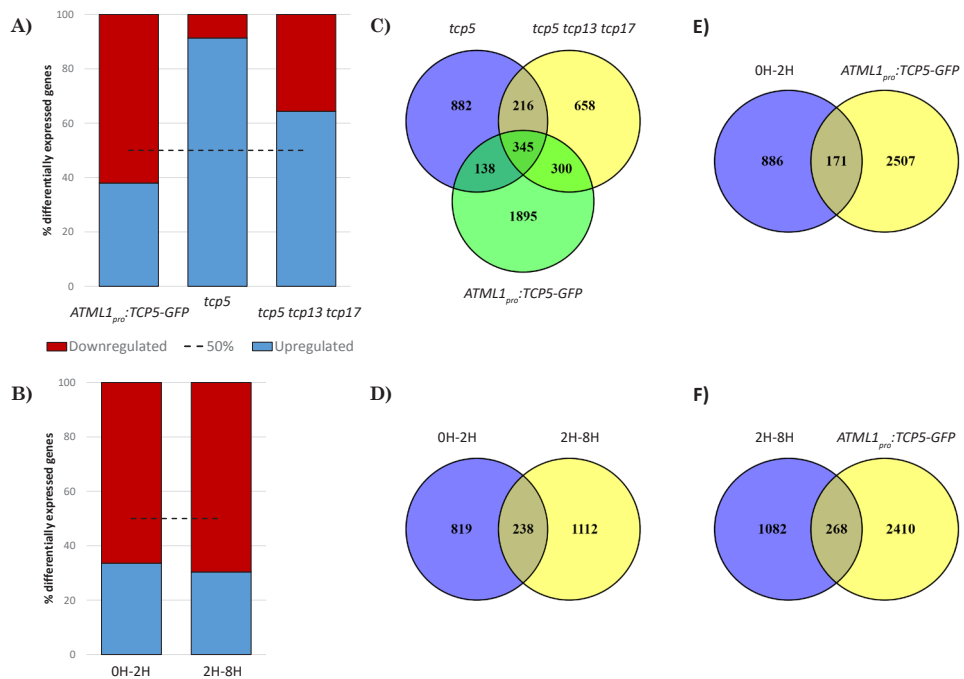 A)
% differentially expressed genes
100
80
60
40
20
0
ATML1pro:TCP5-GFP
tcp5
tcp5 tcp13 tcp17
Downregulated
50%
Upregulated
B)
% differentially expressed genes
100
80
60
40
20
0
0H-2H
2H-8H
C)
tcp5
tcp5 tcp13 tcp17
882
216
658
345
138
300
1895
ATML1pro:TCP5-GFP
D)
0H-2H
2H-8H
819
238
1112
E)
0H-2H
ATML1pro:TCP5-GFP
886
171
2507
F)
2H-8H
ATML1pro:TCP5-GFP
1082
268
2410